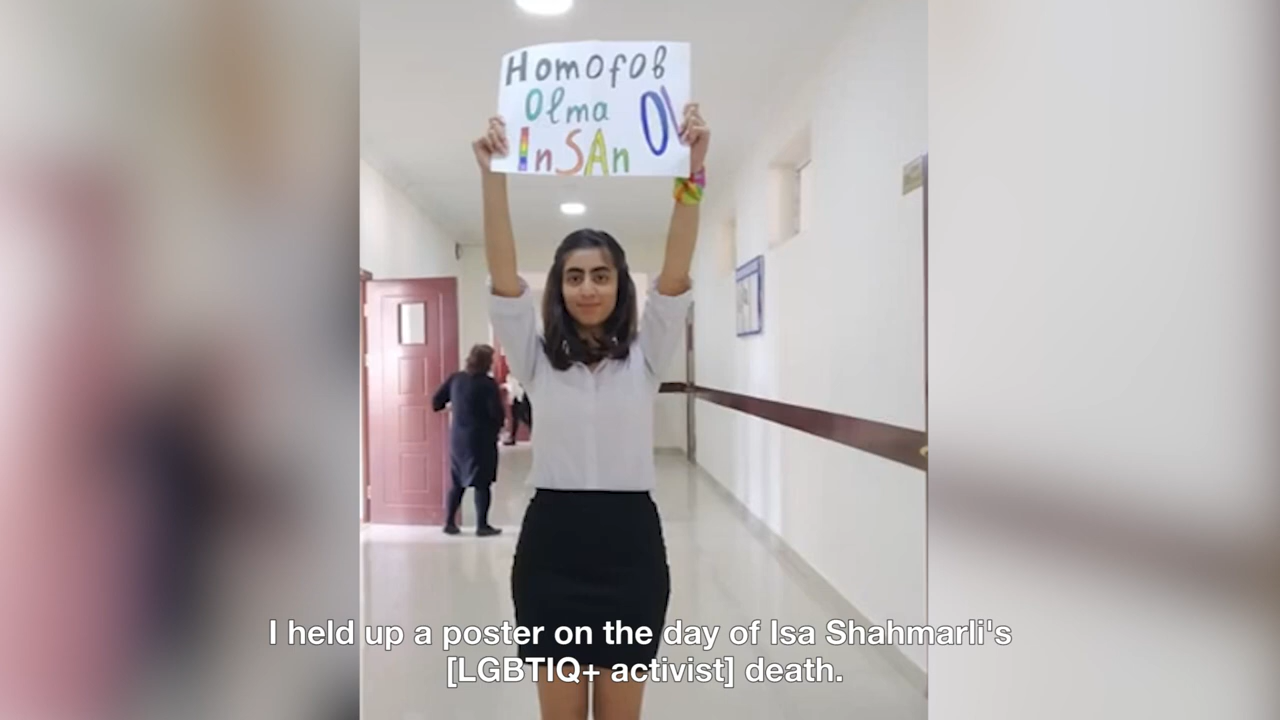 Homofob
Olma
InSAn Ol
I held up a poster on the day of Isa Shahmarli's
[LGBTIQ+ activist] death.